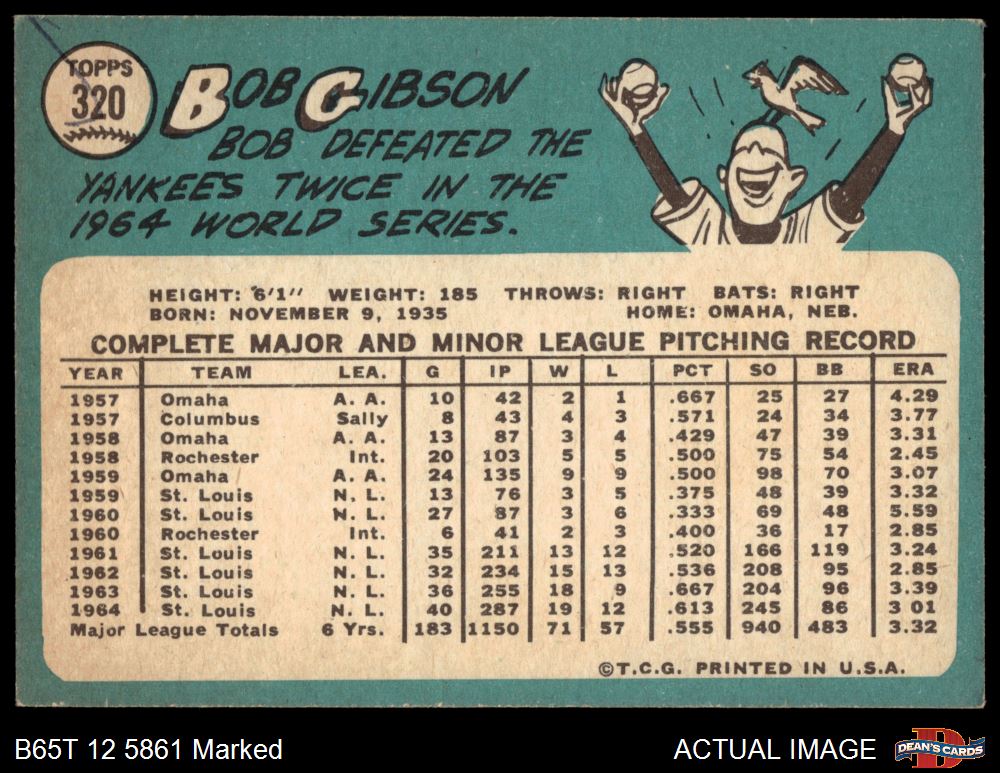 TOPPS
320
BOB GIBSON
BOB DEFEATED THE
YANKEES TWICE IN THE
1964 WORLD SERIES.
HEIGHT: 6'1" WEIGHT: 185 THROWS: RIGHT BATS: RIGHT
BORN: NOVEMBER 9, 1935 HOME: OMAHA, NEB.
COMPLETE MAJOR AND MINOR LEAGUE PITCHING RECORD
YEAR TEAM LEA. G IP W L PCT SO BB ERA
1957 Omaha A. A. 10 42 2 1 .667 25 27 4.29
1957 Columbus Sally 8 43 4 3 .571 24 34 3.77
1958 Omaha A. A. 13 87 3 4 .429 47 39 3.31
1958 Rochester Int. 20 103 5 5 .500 75 54 2.45
1959 Omaha A. A. 24 135 9 9 .500 98 70 3.07
1959 St. Louis N. L. 13 76 3 5 .375 48 39 3.32
1960 St. Louis N. L. 27 87 3 6 .333 69 48 5.59
1960 Rochester Int. 6 41 2 3 .400 36 17 2.85
1961 St. Louis N. L. 35 211 13 12 .520 166 119 3.24
1962 St. Louis N. L. 32 234 15 13 .536 208 95 2.85
1963 St. Louis N. L. 36 255 18 9 .667 204 96 3.39
1964 St. Louis N. L. 40 287 19 12 .613 245 86 3 01
Major League Totals 6 Yrs. 183 1150 71 57 .555 940 483 3.32
©T.C.G. PRINTED IN U.S.A.
B65T 12 5861 Marked ACTUAL IMAGE DEAN'S CARDS